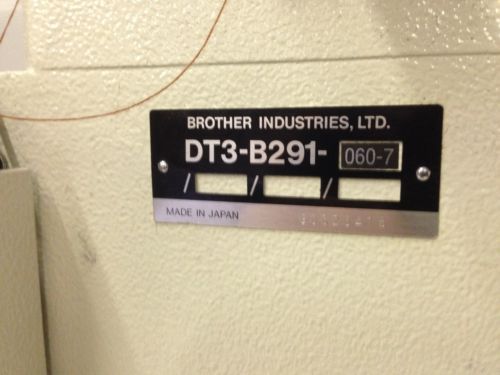 BROTHER INDUSTRIES, LTD.
DT3-B291- 060-7
/ / /
MADE IN JAPAN